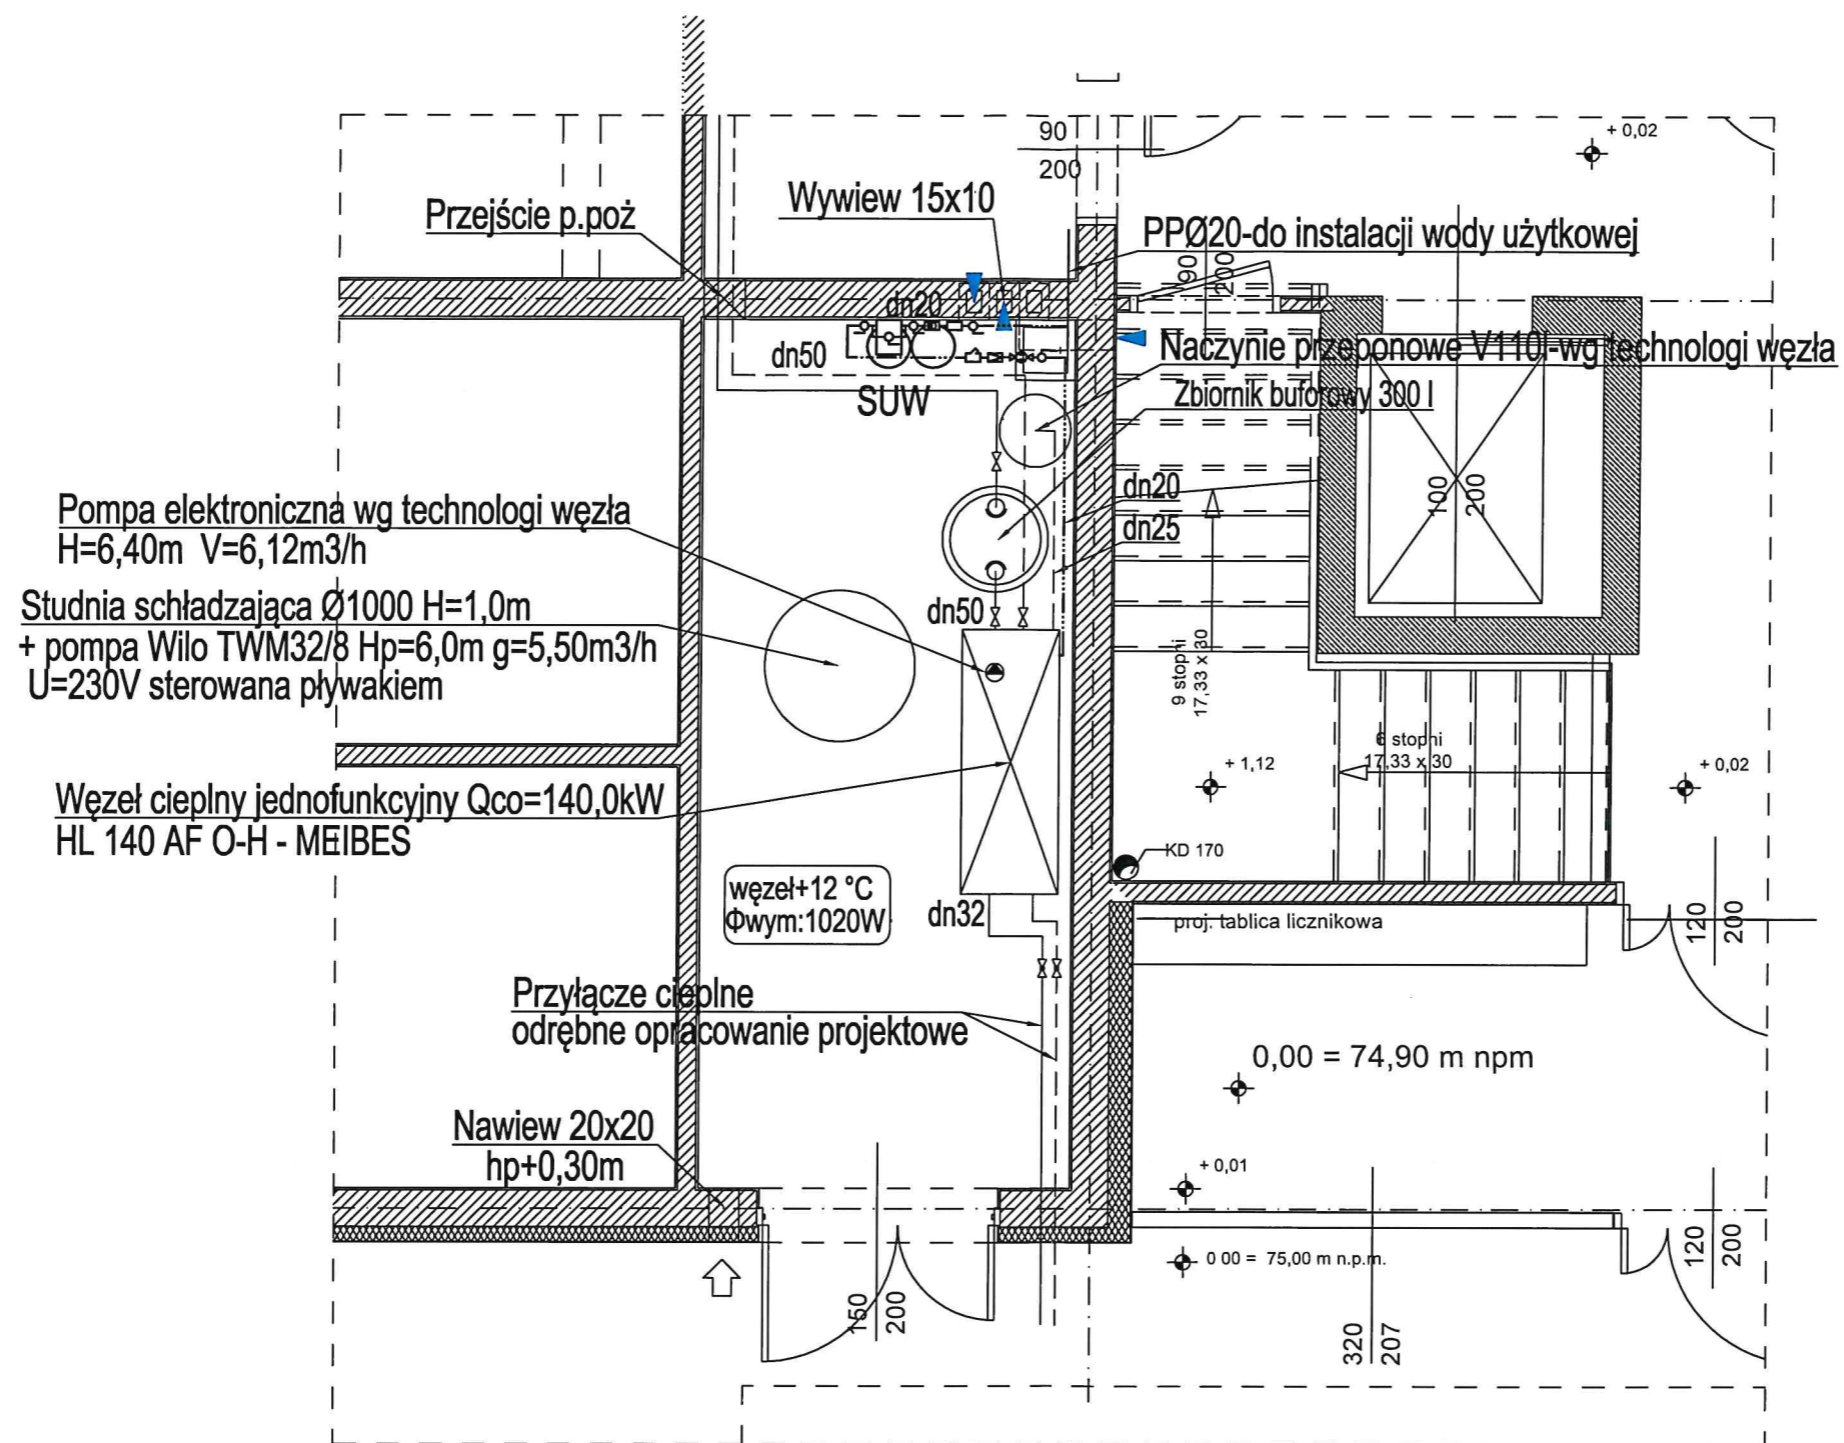 90
200
+ 0,02
Przejście p.poż
Wywiew 15x10
PPØ20-do instalacji wody użytkowej
90
200
dn20
dn50
SUW
Naczynie przeponowe V110l-wg technologi węzła
Zbiornik buforowy 300 l
100
200
dn20
dn25
Pompa elektroniczna wg technologi węzła
H=6,40m V=6,12m3/h
Studnia schładzająca Ø1000 H=1,0m
+ pompa Wilo TWM32/8 Hp=6,0m g=5,50m3/h
U=230V sterowana pływakiem
dn50
9 stopni
17,33 x 30
6 stopni
17,33 x 30
+ 1,12
+ 0,02
Węzeł cieplny jednofunkcyjny Qco=140,0kW
HL 140 AF O-H - MEIBES
KD 170
węzeł+12 °C
Φwym:1020W
dn32
proj. tablica licznikowa
120
200
Przyłącze cieplne
odrębne opracowanie projektowe
0,00 = 74,90 m npm
Nawiew 20x20
hp+0,30m
+ 0,01
0 00 = 75,00 m n.p.m.
120
200
150
200
320
207